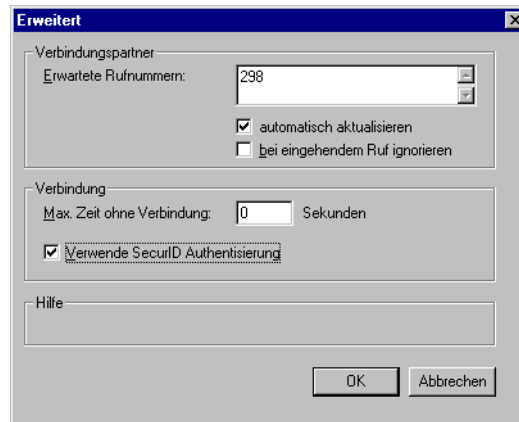 Erweitert
Verbindungspartner
Erwartete Rufnummern:
298
automatisch aktualisieren
bei eingehendem Ruf ignorieren
Verbindung
Max. Zeit ohne Verbindung: 0 Sekunden
Verwende SecurID Authentisierung
Hilfe
OK Abbrechen